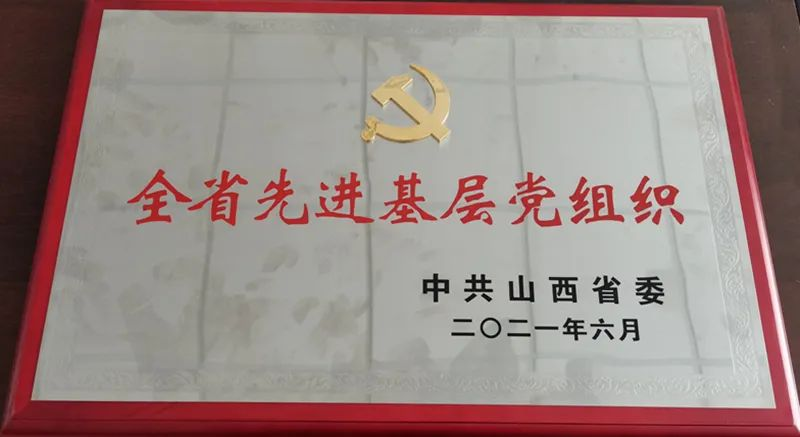 全省先进基层党组织
中共山西省委
二〇二一年六月